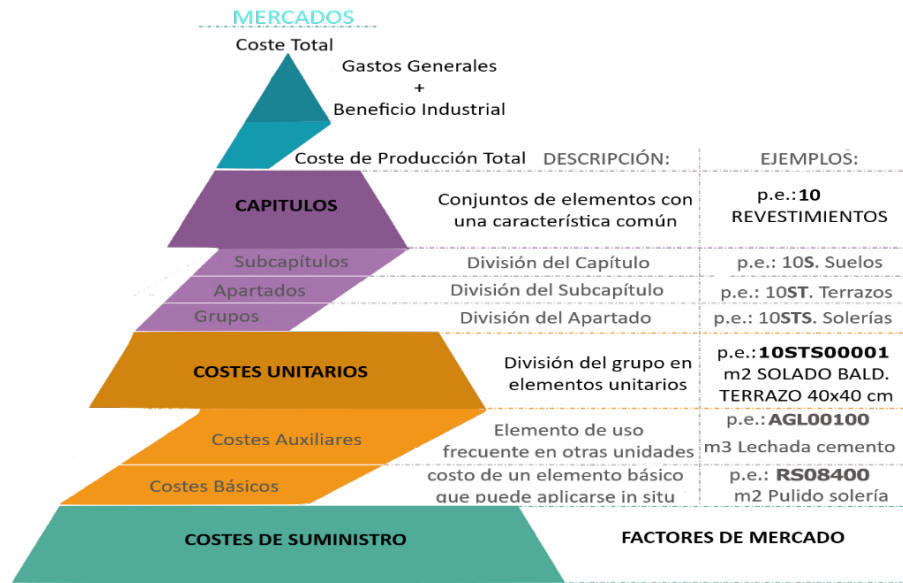 MERCADOS
Coste Total
Gastos Generales
+
Beneficio Industrial
Coste de Producción Total
DESCRIPCIÓN:
EJEMPLOS:
CAPITULOS
Conjuntos de elementos con
una característica común
p.e.:10
REVESTIMIENTOS
Subcapítulos
División del Capítulo
p.e.: 10S. Suelos
Apartados
División del Subcapítulo
p.e.: 10ST. Terrazos
Grupos
División del Apartado
p.e.: 10STS. Solerías
COSTES UNITARIOS
División del grupo en
elementos unitarios
p.e.:10STS00001
m2 SOLADO BALD.
TERRAZO 40x40 cm
Costes Auxiliares
Elemento de uso
frecuente en otras unidades
p.e.: AGL00100
m3 Lechada cemento
Costes Básicos
costo de un elemento básico
que puede aplicarse in situ
p.e.: RS08400
m2 Pulido solería
COSTES DE SUMINISTRO
FACTORES DE MERCADO